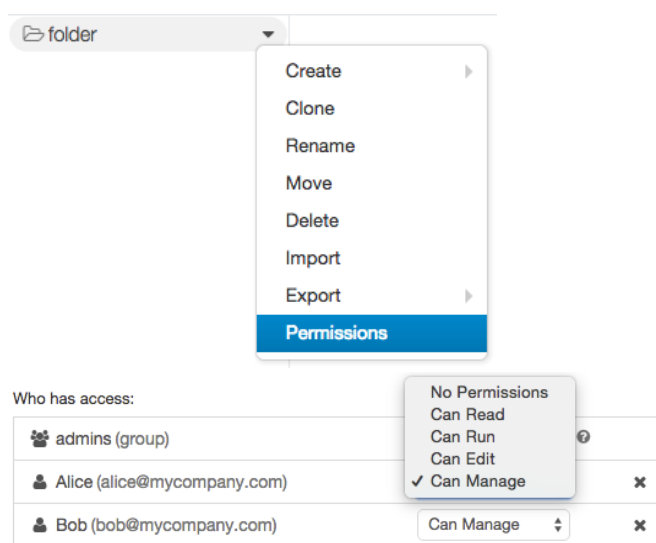 folder
Create
Clone
Rename
Move
Delete
Import
Export
Permissions
Who has access:
No Permissions
Can Read
Can Run
Can Edit
✓ Can Manage
admins (group)
Alice (alice@mycompany.com)
Bob (bob@mycompany.com) Can Manage